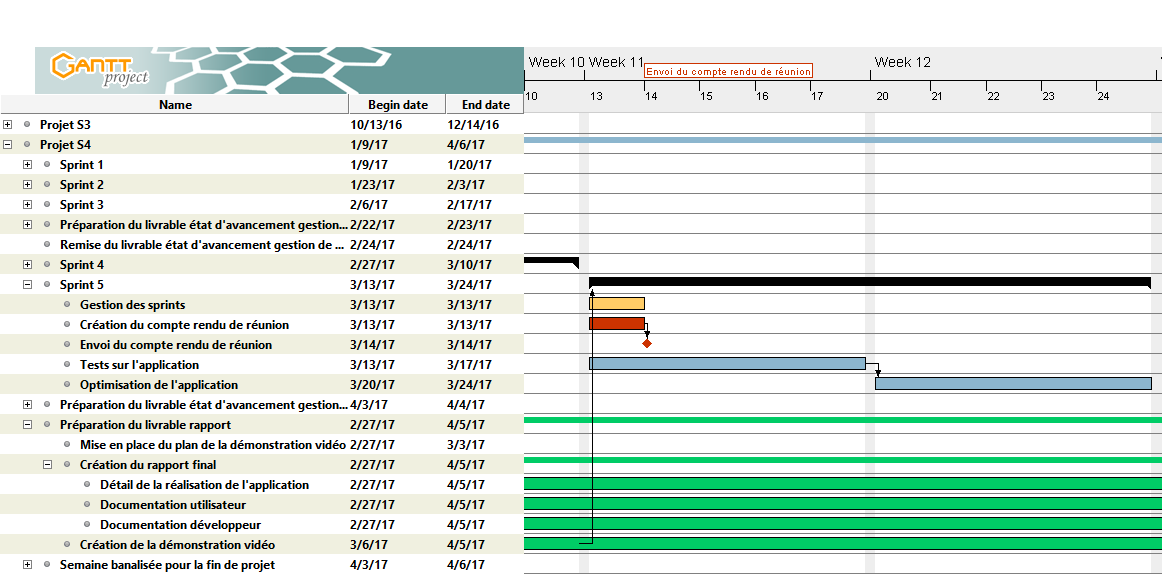 GANTT project
Week 10 Week 11 Week 12
Envoi du compte rendu de réunion
10 13 14 15 16 17 20 21 22 23 24
Name Begin date End date
Projet S3 10/13/16 12/14/16
Projet S4 1/9/17 4/6/17
Sprint 1 1/9/17 1/20/17
Sprint 2 1/23/17 2/3/17
Sprint 3 2/6/17 2/17/17
Préparation du livrable état d'avancement gestion... 2/22/17 2/23/17
Remise du livrable état d'avancement gestion de ... 2/24/17 2/24/17
Sprint 4 2/27/17 3/10/17
Sprint 5 3/13/17 3/24/17
Gestion des sprints 3/13/17 3/13/17
Création du compte rendu de réunion 3/13/17 3/13/17
Envoi du compte rendu de réunion 3/14/17 3/14/17
Tests sur l'application 3/13/17 3/17/17
Optimisation de l'application 3/20/17 3/24/17
Préparation du livrable état d'avancement gestion... 4/3/17 4/4/17
Préparation du livrable rapport 2/27/17 4/5/17
Mise en place du plan de la démonstration vidéo 2/27/17 3/3/17
Création du rapport final 2/27/17 4/5/17
Détail de la réalisation de l'application 2/27/17 4/5/17
Documentation utilisateur 2/27/17 4/5/17
Documentation développeur 2/27/17 4/5/17
Création de la démonstration vidéo 3/6/17 4/5/17
Semaine banalisée pour la fin de projet 4/3/17 4/6/17